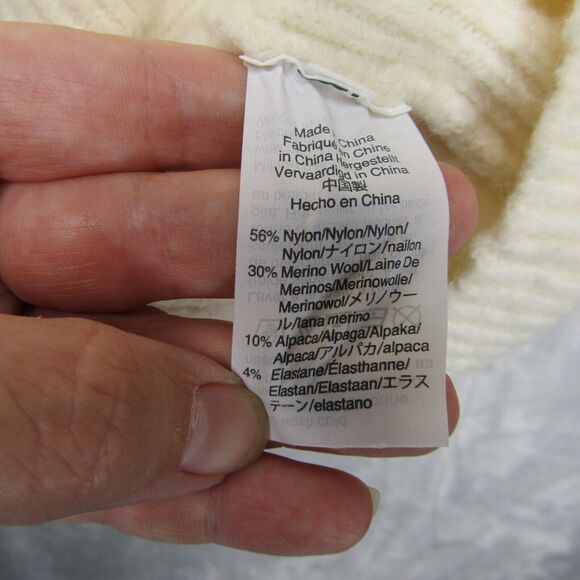 Made in China
Fabriqué en Chine
in China Hergestellt
Vervaardigd in China
中国製
Hecho en China
56% Nylon/Nylon/Nylon/
Nylon/ナイロン/nailon
30% Merino Wool/Laine De
Merinos/Merinowolle/
Merinowol/メリノウー
ル/lana merino
10% Alpaca/Alpaga/Alpaka/
Alpaca/アルパカ/alpaca
4% Elastane/Élasthanne/
Elastan/Elastaan/エラス
テーン/elastano